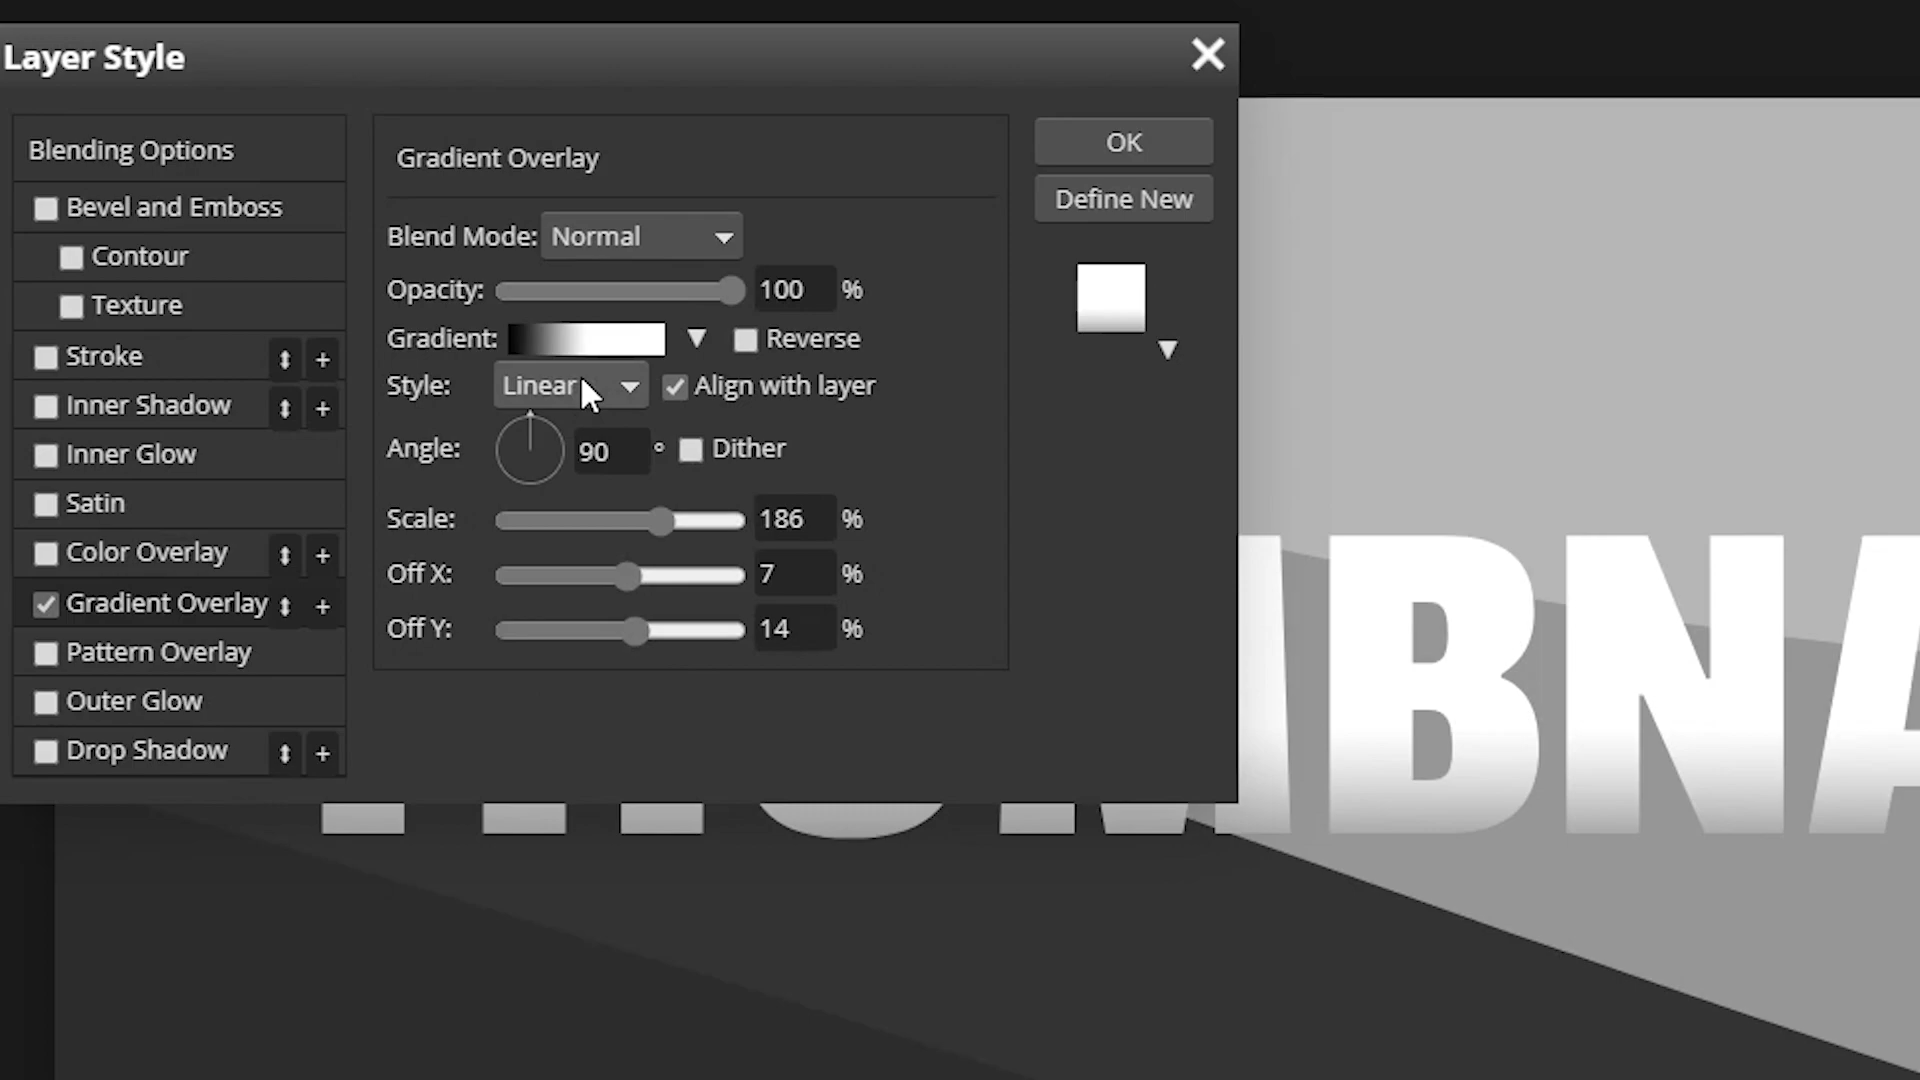 Layer Style
Blending Options
Bevel and Emboss
Contour
Texture
Stroke +
Inner Shadow +
Inner Glow
Satin
Color Overlay +
Gradient Overlay +
Pattern Overlay
Outer Glow
Drop Shadow +
Gradient Overlay
Blend Mode: Normal
Opacity: 100 %
Gradient: Reverse
Style: Linear Align with layer
Angle: 90 ° Dither
Scale: 186 %
Off X: 7 %
Off Y: 14 %
OK
Define New
BNA